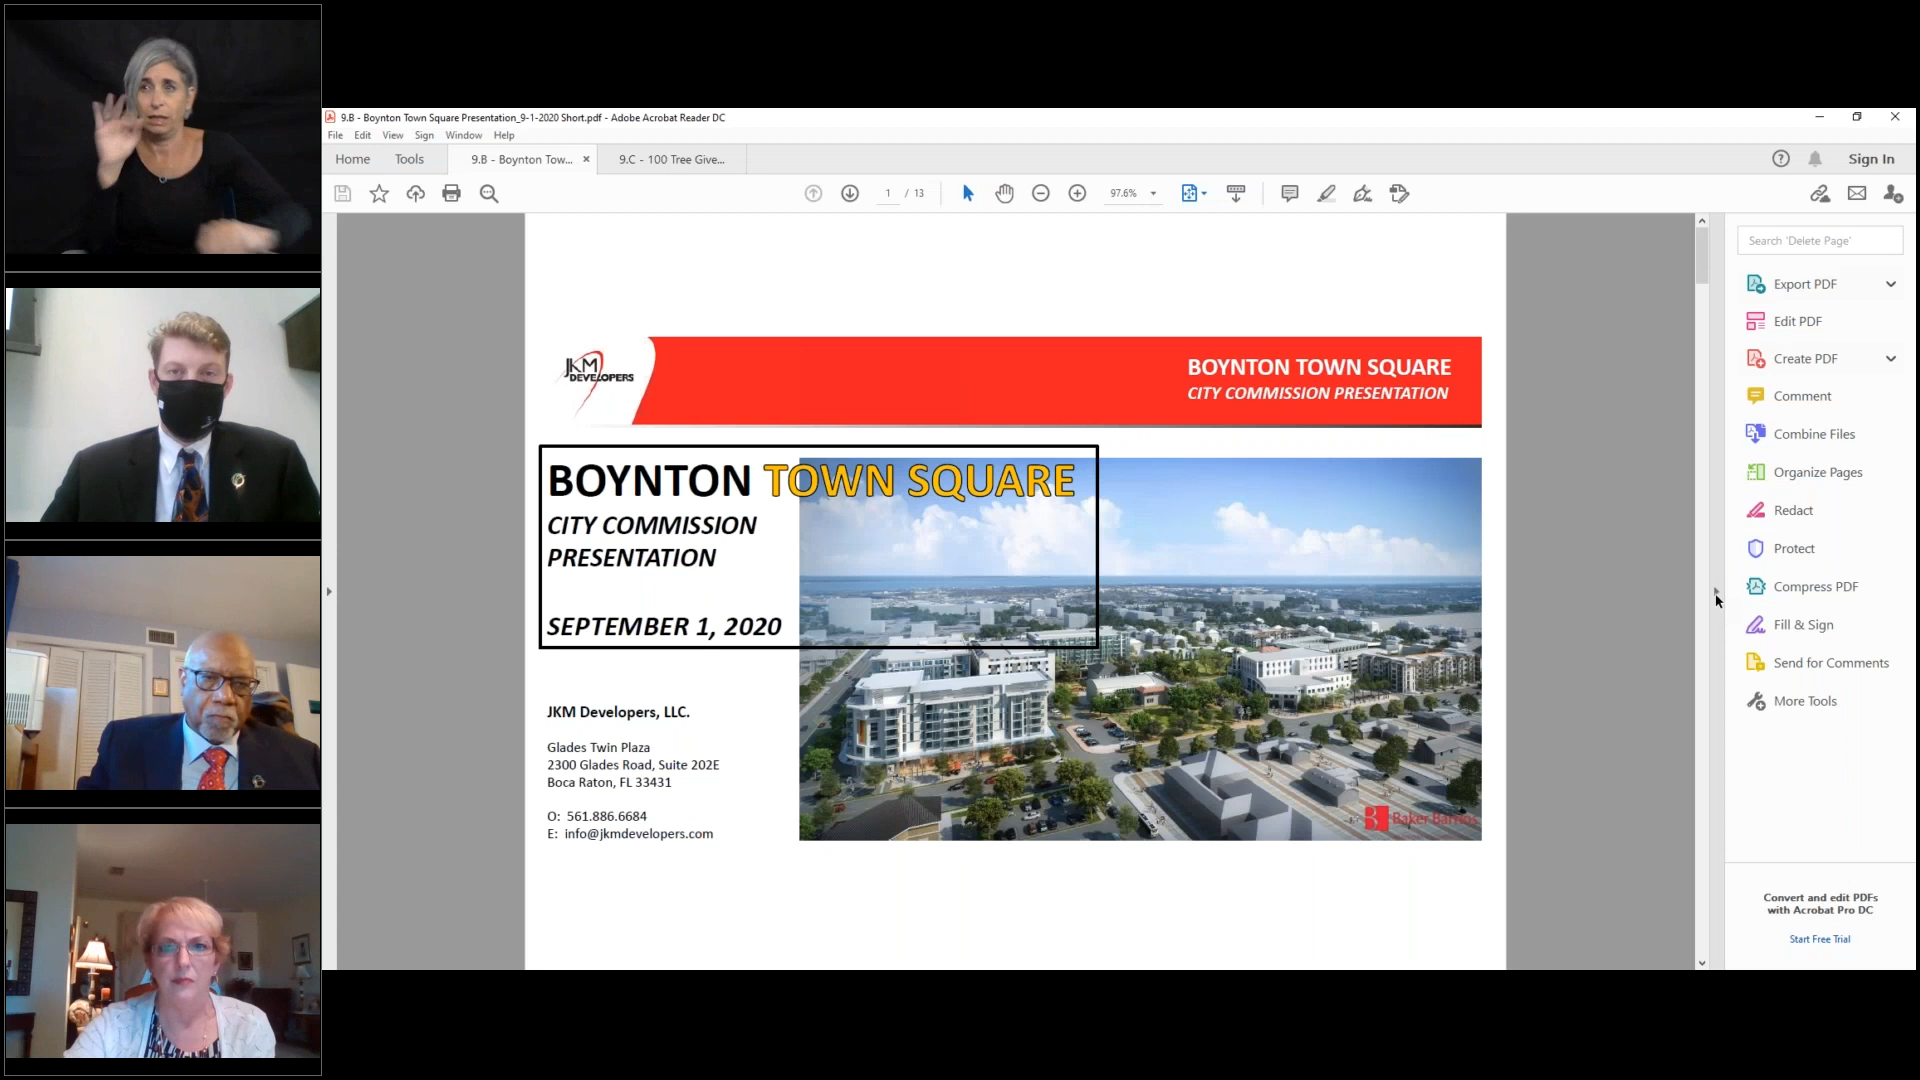 9.B - Boynton Town Square Presentation_9-1-2020 Short.pdf - Adobe Acrobat Reader DC
File Edit View Sign Window Help
Home Tools 9.B - Boynton Tow... × 9.C - 100 Tree Give... Sign In
1 / 13 97.6%
Search 'Delete Page'
Export PDF
Edit PDF
Create PDF
Comment
Combine Files
Organize Pages
Redact
Protect
Compress PDF
Fill & Sign
Send for Comments
More Tools
Convert and edit PDFs
with Acrobat Pro DC
Start Free Trial
JKM
DEVELOPERS
BOYNTON TOWN SQUARE
CITY COMMISSION PRESENTATION
BOYNTON TOWN SQUARE
CITY COMMISSION
PRESENTATION
SEPTEMBER 1, 2020
JKM Developers, LLC.
Glades Twin Plaza
2300 Glades Road, Suite 202E
Boca Raton, FL 33431
O: 561.886.6684
E: info@jkmdevelopers.com
Baker Barrios